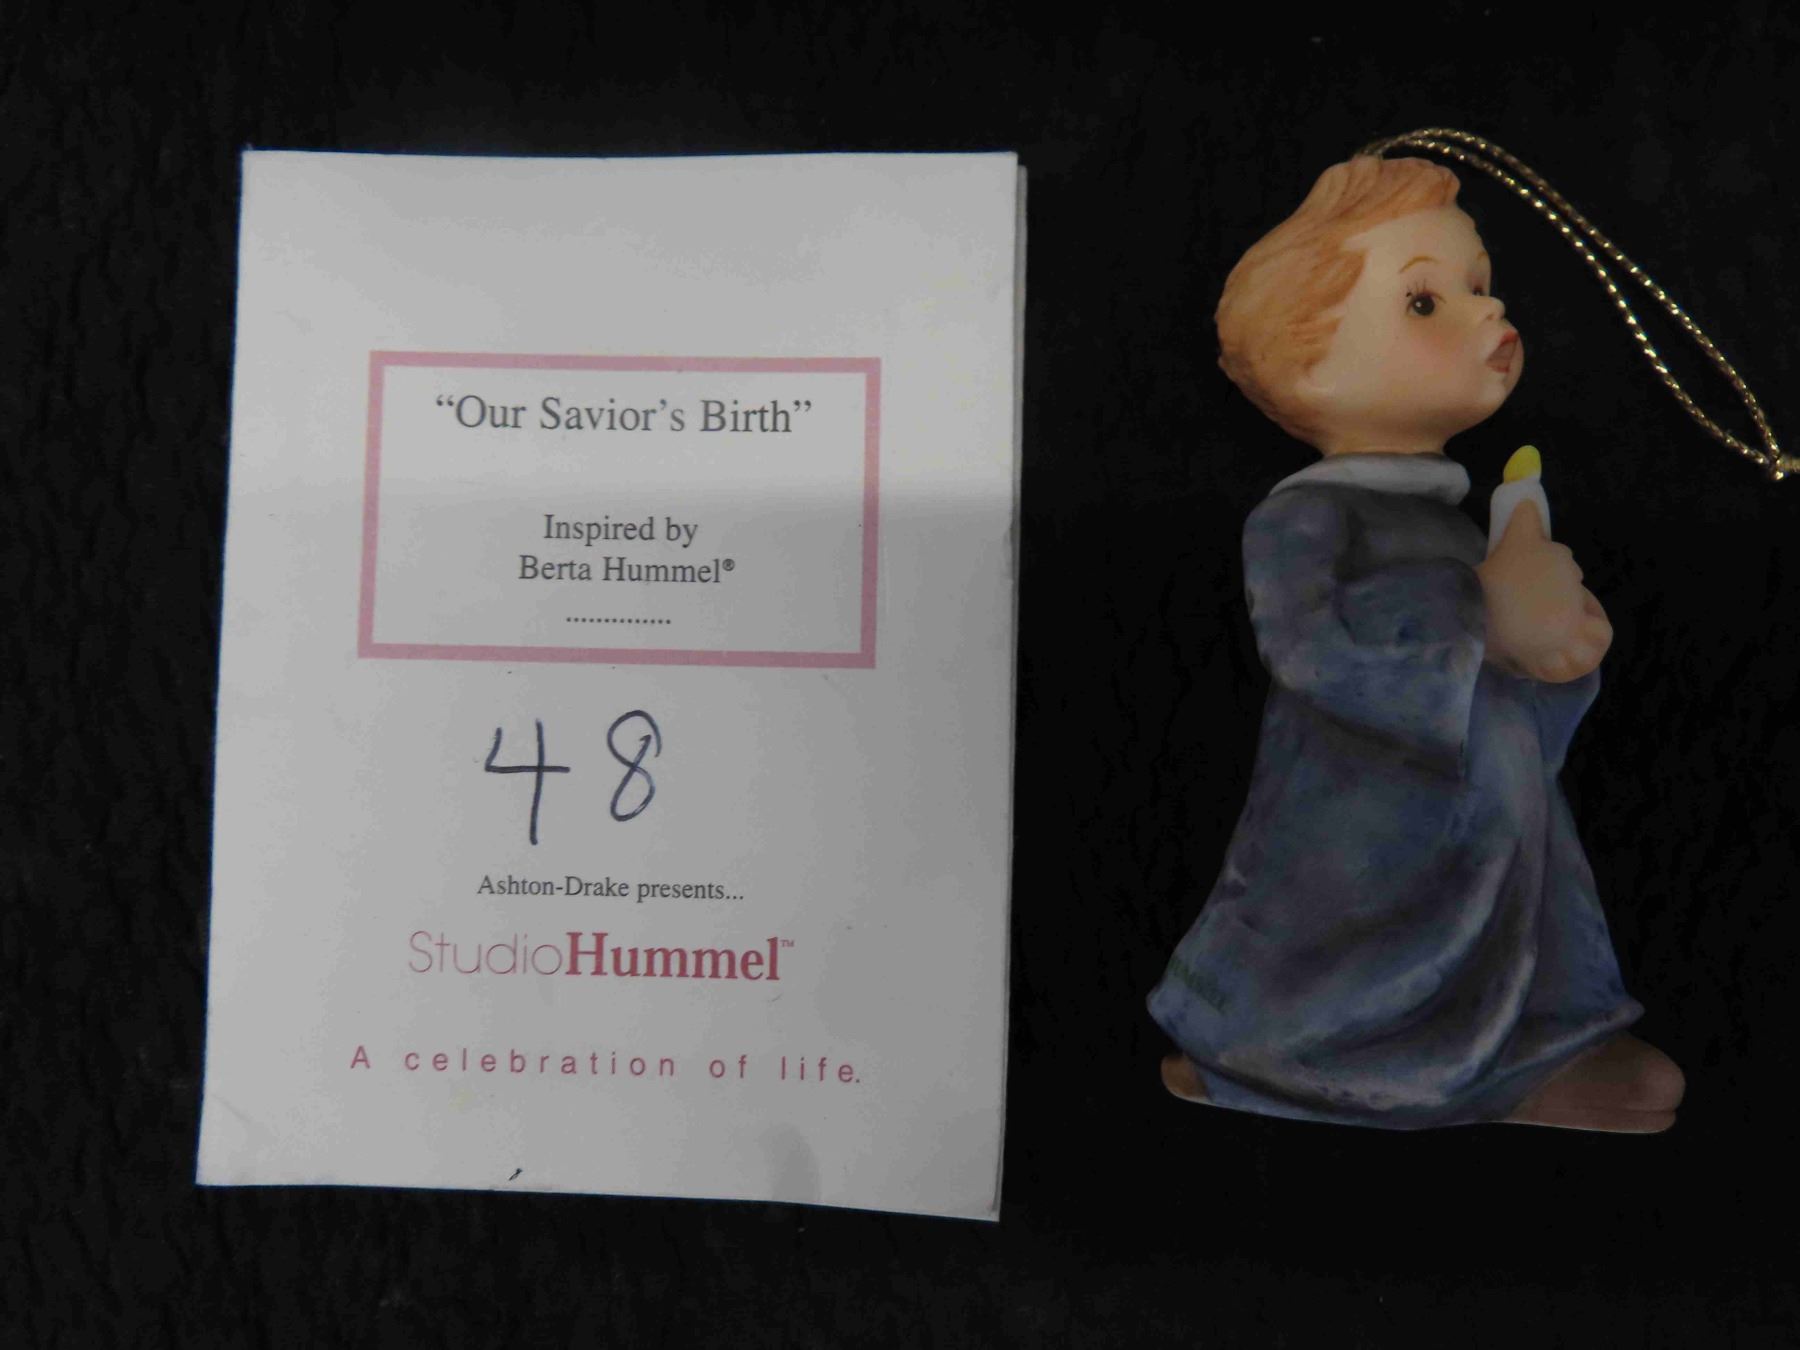 “Our Savior’s Birth”
Inspired by
Berta Hummel®
..............
48
Ashton-Drake presents...
StudioHummel™
A celebration of life.